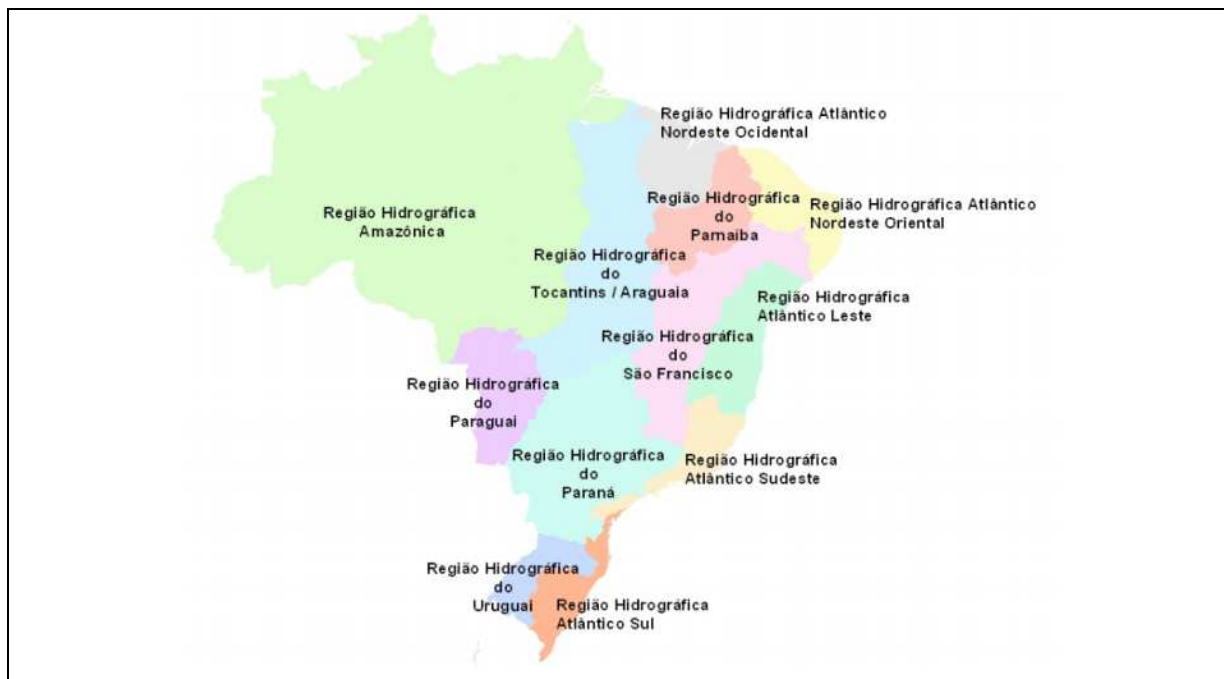 Região Hidrográfica Atlântico
Nordeste Ocidental
Região Hidrográfica
do
Parnaíba
Região Hidrográfica Atlântico
Nordeste Oriental
Região Hidrográfica
Amazônica
Região Hidrográfica
do
Tocantins / Araguaia
Região Hidrográfica
Atlântico Leste
Região Hidrográfica
do
São Francisco
Região Hidrográfica
do
Paraguai
Região Hidrográfica
do
Paraná
Região Hidrográfica
Atlântico Sudeste
Região Hidrográfica
do
Uruguai
Região Hidrográfica
Atlântico Sul